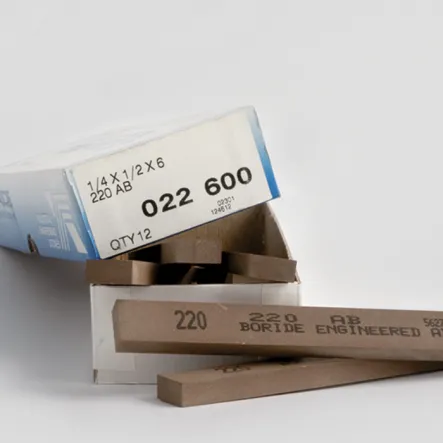 1/4 X 1/2 X 6
220 AB
022 600
QTY 12
220
220 AB
BORIDE ENGINEERED